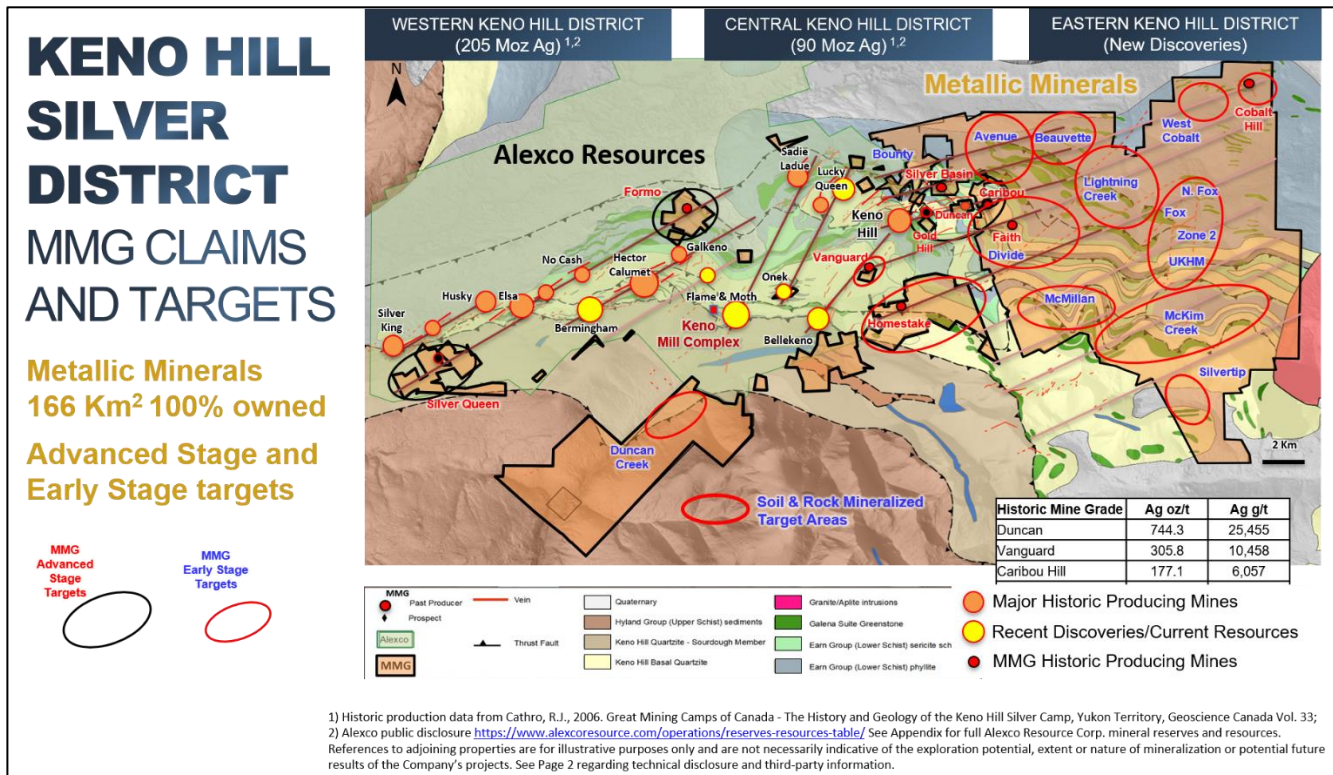 KENO HILL
SILVER
DISTRICT
MMG CLAIMS
AND TARGETS
Metallic Minerals
166 Km² 100% owned
Advanced Stage and
Early Stage targets
MMG
Advanced
Stage
Targets
MMG
Early Stage
Targets
WESTERN KENO HILL DISTRICT
(205 Moz Ag) 1,2
CENTRAL KENO HILL DISTRICT
(90 Moz Ag) 1,2
EASTERN KENO HILL DISTRICT
(New Discoveries)
N
Metallic Minerals
Alexco Resources
Cobalt
Hill
West
Cobalt
Avenue
Beauvette
Bounty
Sadie
Ladue
Lucky
Queen
Silver Basin
Caribou
Lightning
Creek
N. Fox
Fox
Zone 2
UKHM
Formo
Keno
Hill
Duncan
Gold
Hill
Faith
Divide
Galkeno
Vanguard
No Cash
Hector
Calumet
Onek
Husky
Elsa
Silver
King
Bermingham
Flame & Moth
Keno
Mill Complex
Bellekeno
Homestake
McMillan
McKim
Creek
Silvertip
Silver Queen
Duncan
Creek
Soil & Rock Mineralized
Target Areas
2 Km
Historic Mine Grade Ag oz/t Ag g/t
Duncan 744.3 25,455
Vanguard 305.8 10,458
Caribou Hill 177.1 6,057
MMG
Past Producer
Prospect
Alexco
MMG
Vein
Thrust Fault
Quaternary
Hyland Group (Upper Schist) sediments
Keno Hill Quartzite - Sourdough Member
Keno Hill Basal Quartzite
Granite/Aplite intrusions
Galena Suite Greenstone
Earn Group (Lower Schist) sericite sch
Earn Group (Lower Schist) phyllite
Major Historic Producing Mines
Recent Discoveries/Current Resources
MMG Historic Producing Mines
1) Historic production data from Cathro, R.J., 2006. Great Mining Camps of Canada - The History and Geology of the Keno Hill Silver Camp, Yukon Territory, Geoscience Canada Vol. 33;
2) Alexco public disclosure https://www.alexcoresource.com/operations/reserves-resources-table/ See Appendix for full Alexco Resource Corp. mineral reserves and resources.
References to adjoining properties are for illustrative purposes only and are not necessarily indicative of the exploration potential, extent or nature of mineralization or potential future
results of the Company's projects. See Page 2 regarding technical disclosure and third-party information.